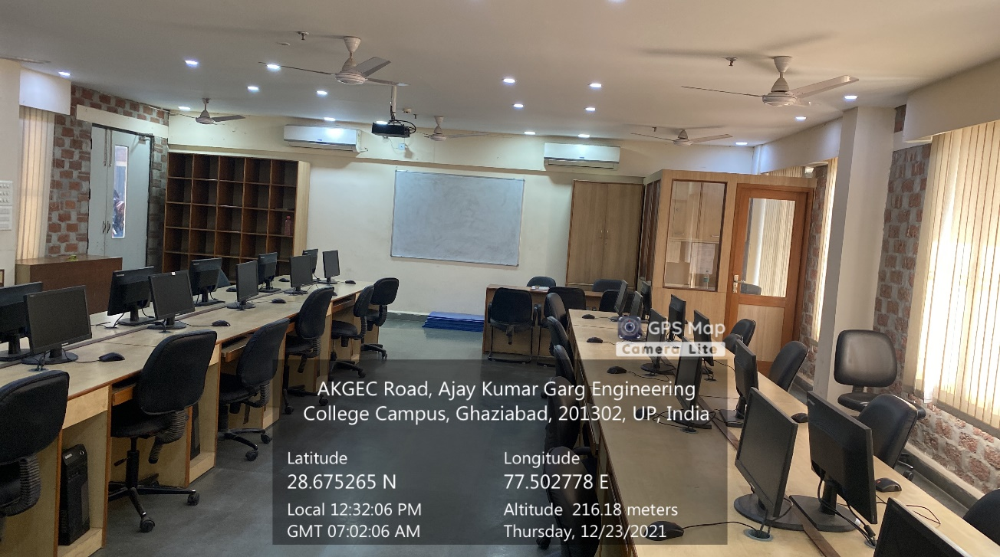 GPS Map
Camera Lite
AKGEC Road, Ajay Kumar Garg Engineering
College Campus, Ghaziabad, 201302, UP, India
Latitude
28.675265 N
Longitude
77.502778 E
Local 12:32:06 PM
GMT 07:02:06 AM
Altitude 216.18 meters
Thursday, 12/23/2021